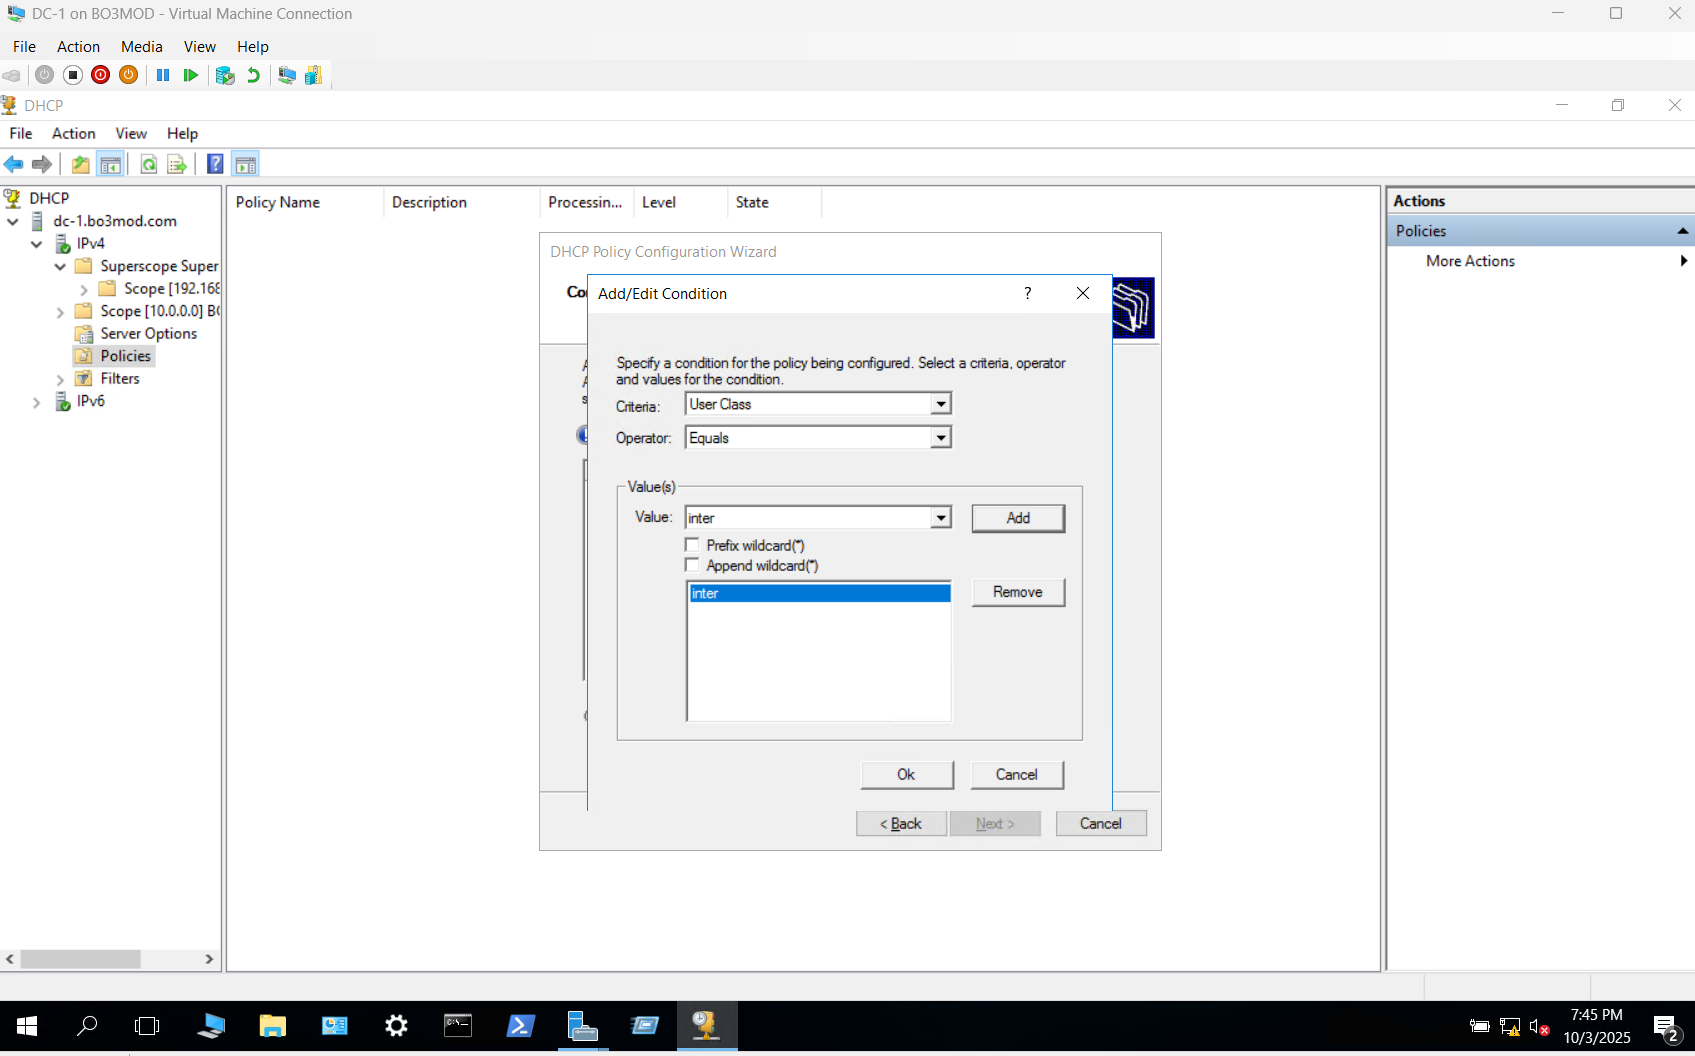 DC-1 on BO3MOD - Virtual Machine Connection
File Action Media View Help
DHCP
File Action View Help
DHCP
dc-1.bo3mod.com
IPv4
Superscope Super
Scope [192.168
Scope [10.0.0.0]
Server Options
Policies
Filters
IPv6
Policy Name Description Processin... Level State
DHCP Policy Configuration Wizard
Add/Edit Condition
?
Specify a condition for the policy being configured. Select a criteria, operator
and values for the condition.
Criteria: User Class
Operator: Equals
Value(s)
Value: inter Add
Prefix wildcard(*)
Append wildcard(*)
inter Remove
Ok Cancel
< Back Next > Cancel
Actions
Policies
More Actions
7:45 PM
10/3/2025
2